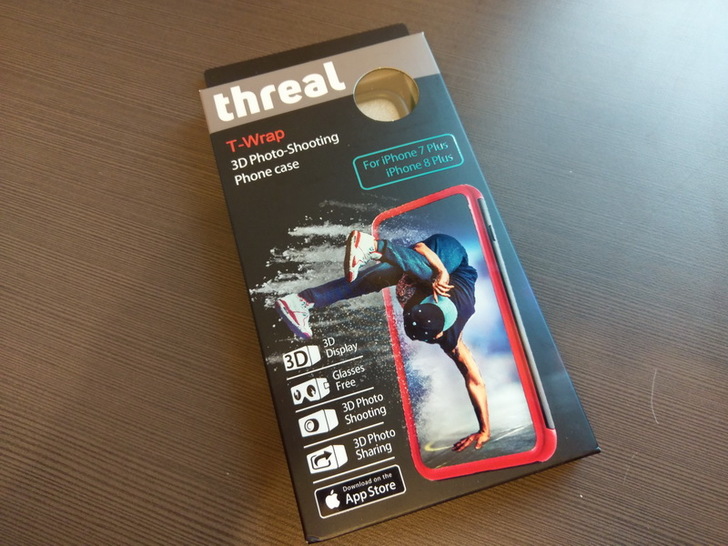 threal
T-Wrap
3D Photo-Shooting
Phone case
For iPhone 7 Plus
iPhone 8 Plus
3D
3D
Display
Glasses
Free
3D Photo
Shooting
3D Photo
Sharing
Download on the
App Store